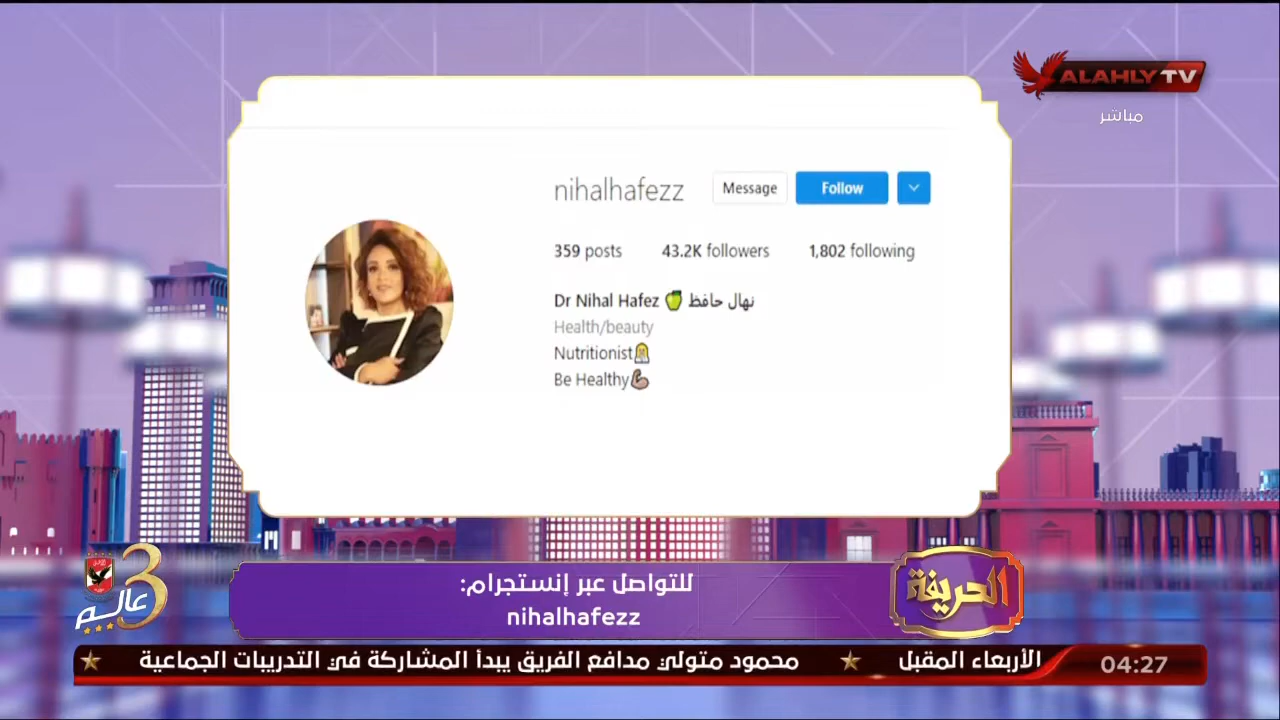 ALAHLY TV
مباشر
nihalhafezz Message Follow
359 posts 43.2K followers 1,802 following
Dr Nihal Hafez 🍏 نهال حافظ
Health/beauty
Nutritionist👩‍⚕️
Be Healthy💪🏽
3 عالم
الحريفة
للتواصل عبر إنستجرام:
nihalhafezz
الأربعاء المقبل ★ محمود متولي مدافع الفريق يبدأ المشاركة في التدريبات الجماعية ★
04:27